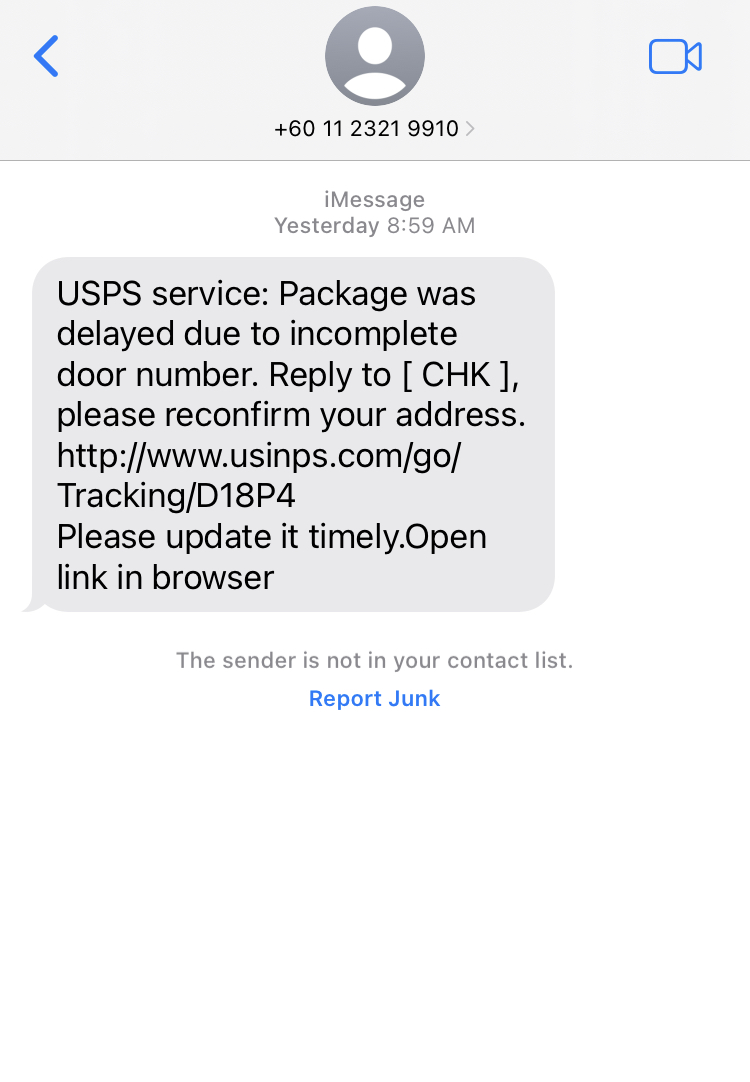 +60 11 2321 9910
iMessage
Yesterday 8:59 AM
USPS service: Package was
delayed due to incomplete
door number. Reply to [ CHK ],
please reconfirm your address.
http://www.usinps.com/go/
Tracking/D18P4
Please update it timely.Open
link in browser
The sender is not in your contact list.
Report Junk